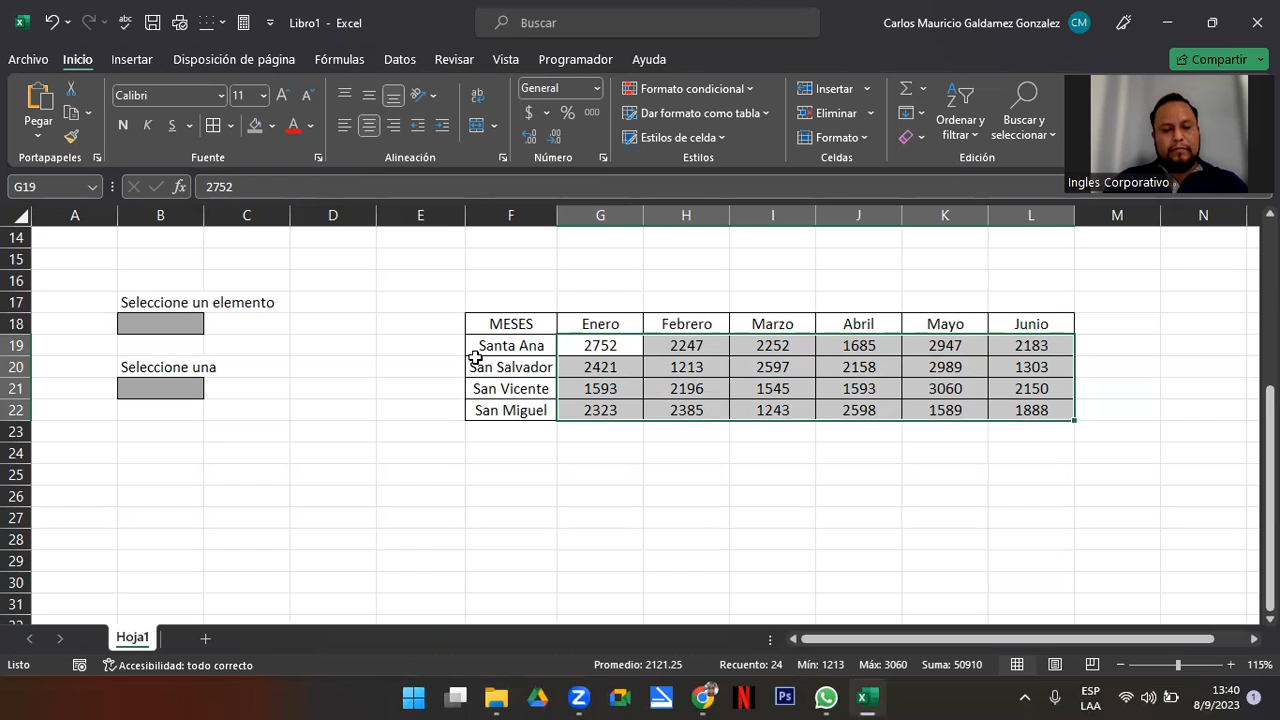 Libro1 - Excel
Buscar
Carlos Mauricio Galdamez Gonzalez
CM
Archivo Inicio Insertar Disposición de página Fórmulas Datos Revisar Vista Programador Ayuda
Compartir
Pegar
Calibri 11
N K S
General
$ % 000
Formato condicional
Dar formato como tabla
Estilos de celda
Insertar
Eliminar
Formato
Ordenar y filtrar
Buscar y seleccionar
Portapapeles Fuente Alineación Número Estilos Celdas Edición
Ingles Corporativo
G19 fx 2752
A B C D E F G H I J K L M N
14
15
16
17 Seleccione un elemento
18 MESES Enero Febrero Marzo Abril Mayo Junio
19 Santa Ana 2752 2247 2252 1685 2947 2183
20 Seleccione una San Salvador 2421 1213 2597 2158 2989 1303
21 San Vicente 1593 2196 1545 1593 3060 2150
22 San Miguel 2323 2385 1243 2598 1589 1888
23
24
25
26
27
28
29
30
31
Hoja1
Listo Accesibilidad: todo correcto Promedio: 2121.25 Recuento: 24 Mín: 1213 Máx: 3060 Suma: 50910 115%
ESP
LAA
13:40
8/9/2023